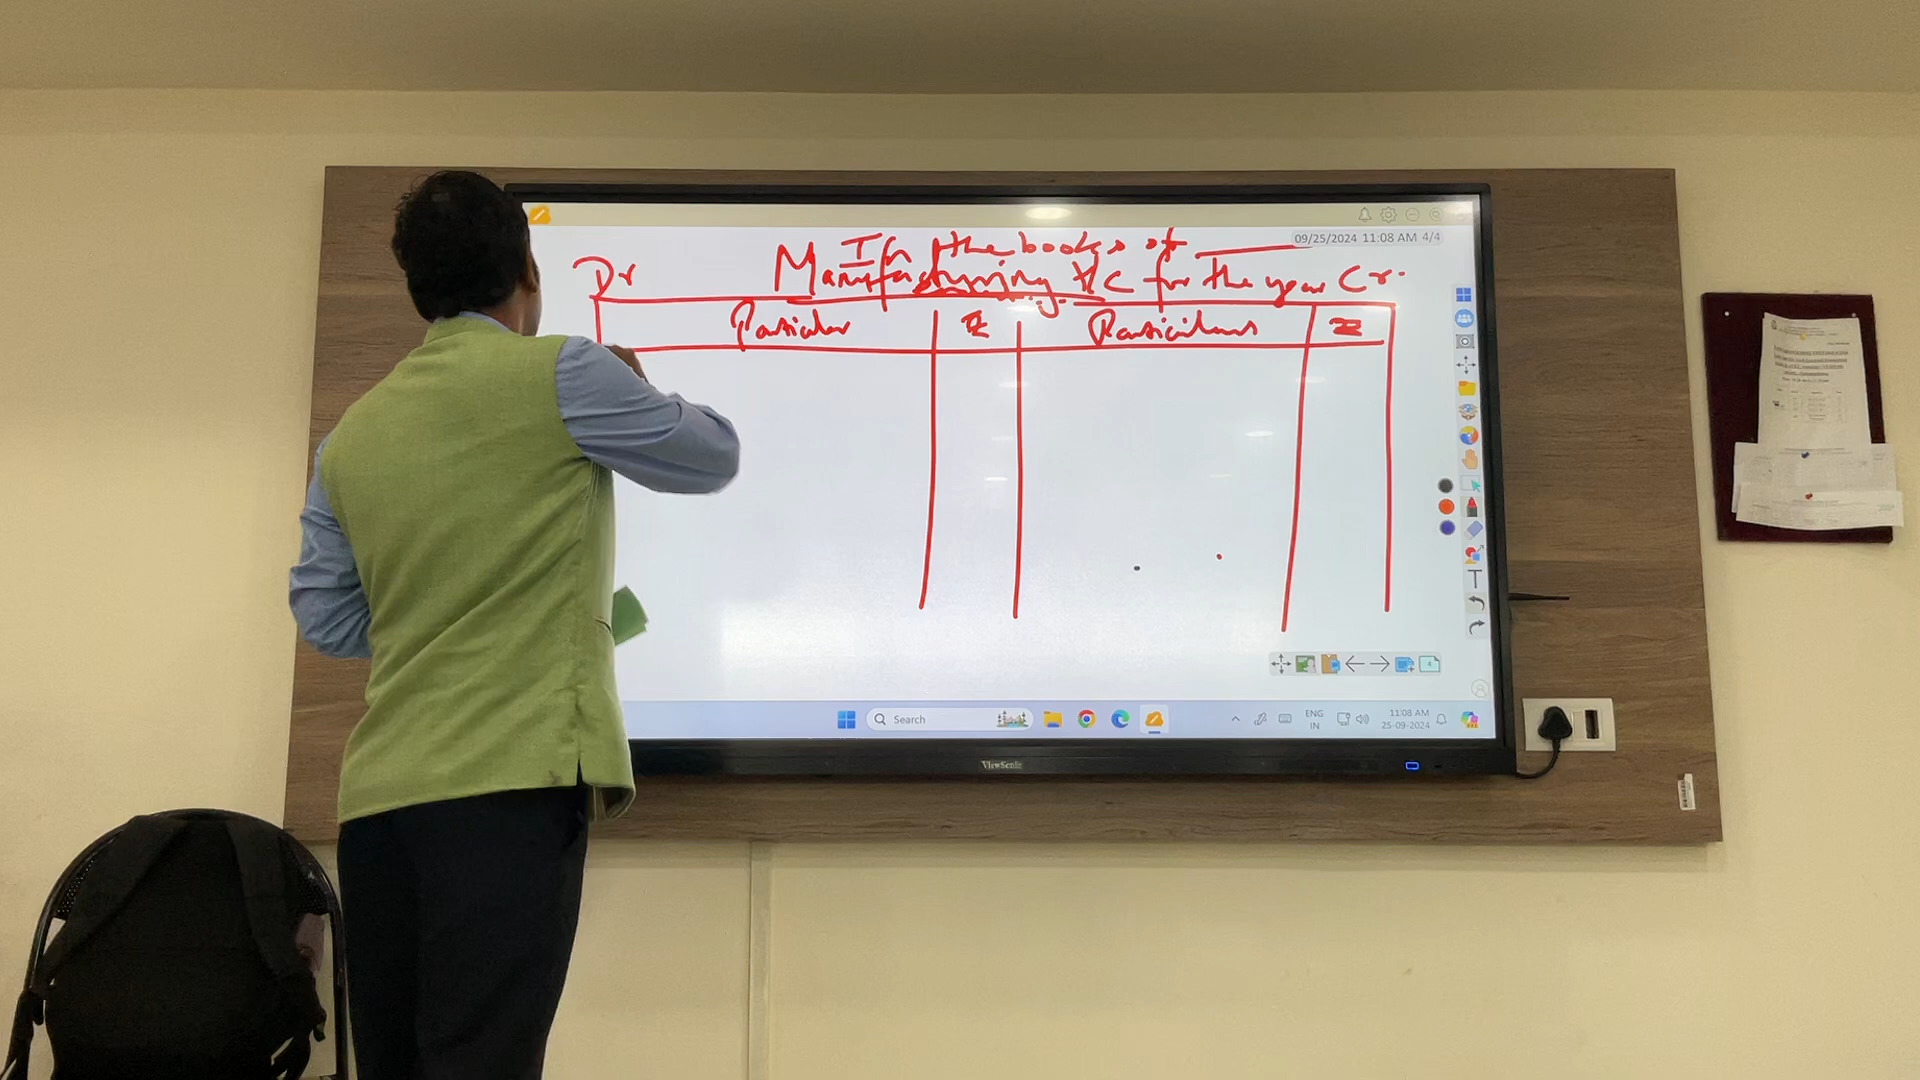 09/25/2024 11:08 AM 4/4
In the books of
Dr Manufacturing A/C for the year Cr.
Particular ₹ Particulars ₹
T
4
Search
ENG
IN
11:08 AM
25-09-2024
ViewSonic